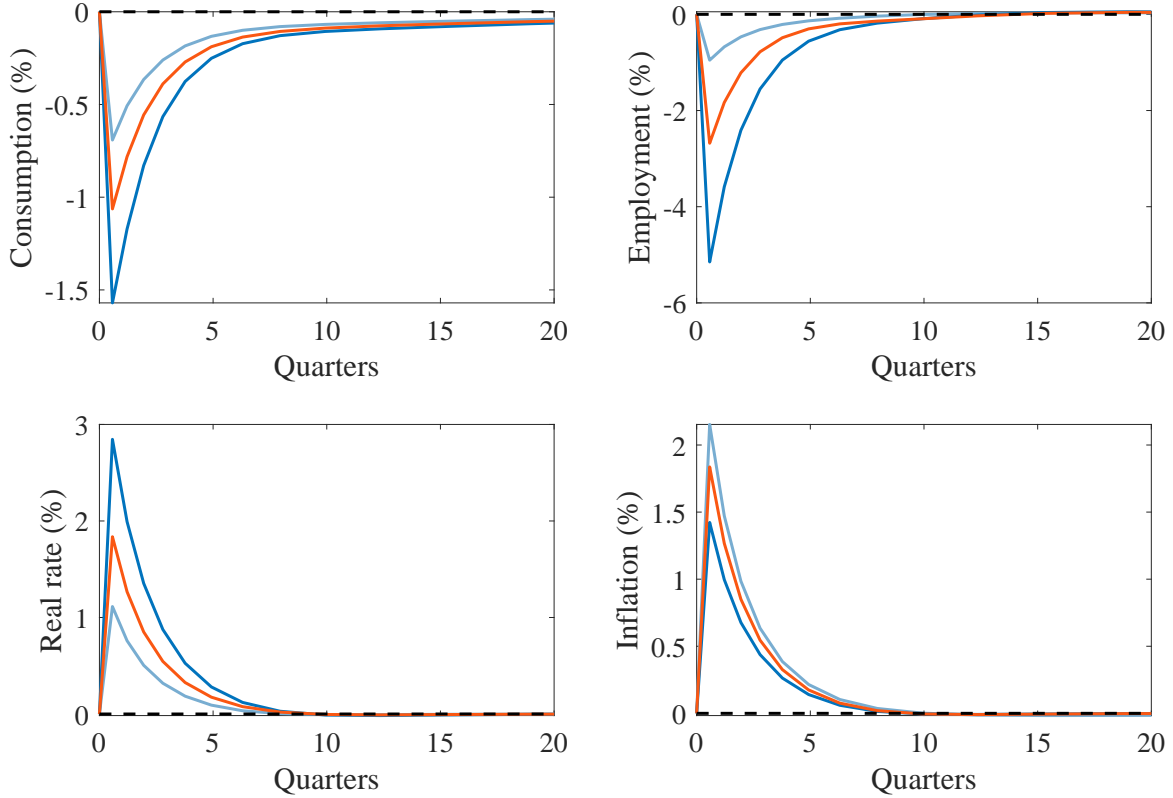 Consumption (%)
0
-0.5
-1
-1.5
0 5 10 15 20
Quarters
Employment (%)
0
-2
-4
-6
0 5 10 15 20
Quarters
Real rate (%)
3
2
1
0
0 5 10 15 20
Quarters
Inflation (%)
2
1.5
1
0.5
0
0 5 10 15 20
Quarters